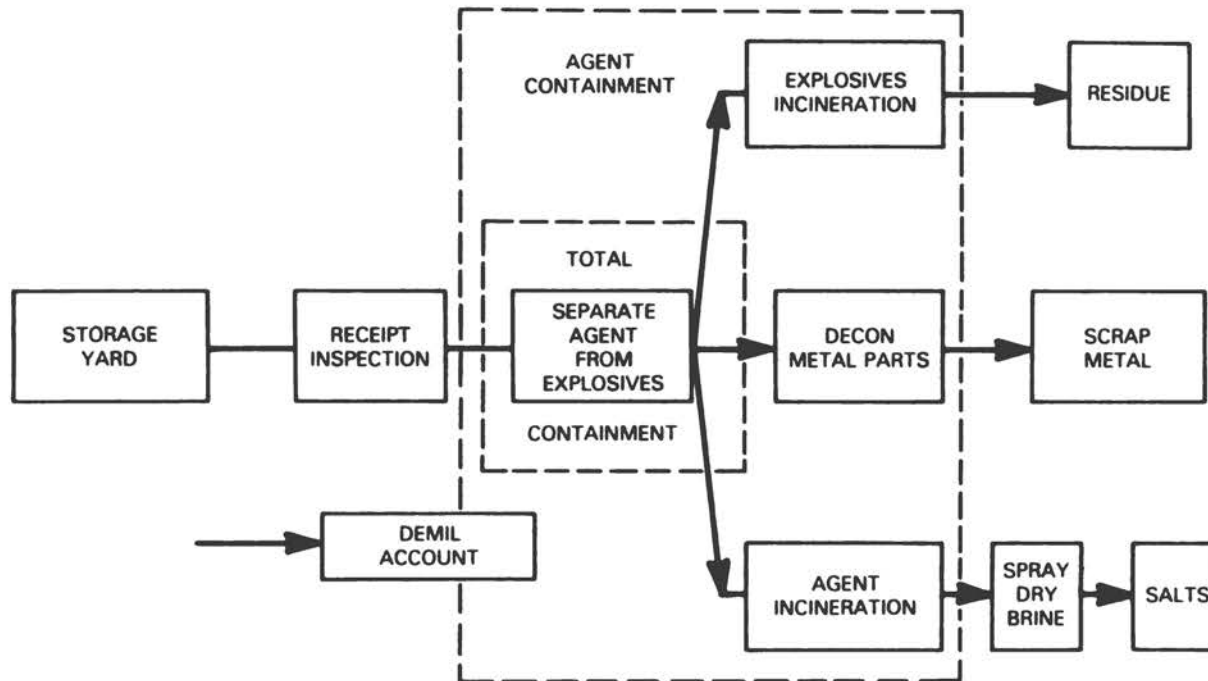 AGENT
CONTAINMENT
EXPLOSIVES
INCINERATION
RESIDUE
TOTAL
STORAGE
YARD
RECEIPT
INSPECTION
SEPARATE
AGENT
FROM
EXPLOSIVES
DECON
METAL PARTS
SCRAP
METAL
CONTAINMENT
DEMIL
ACCOUNT
AGENT
INCINERATION
SPRAY
DRY
BRINE
SALTS